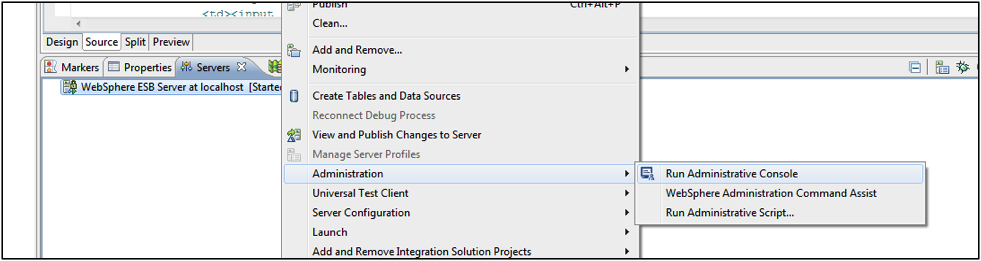 <td><input
Design Source Split Preview
Markers Properties Servers
WebSphere ESB Server at localhost [Starte
Publish Ctrl+Alt+P
Clean...
Add and Remove...
Monitoring
Create Tables and Data Sources
Reconnect Debug Process
View and Publish Changes to Server
Manage Server Profiles
Administration
Universal Test Client
Server Configuration
Launch
Add and Remove Integration Solution Projects
Run Administrative Console
WebSphere Administration Command Assist
Run Administrative Script...